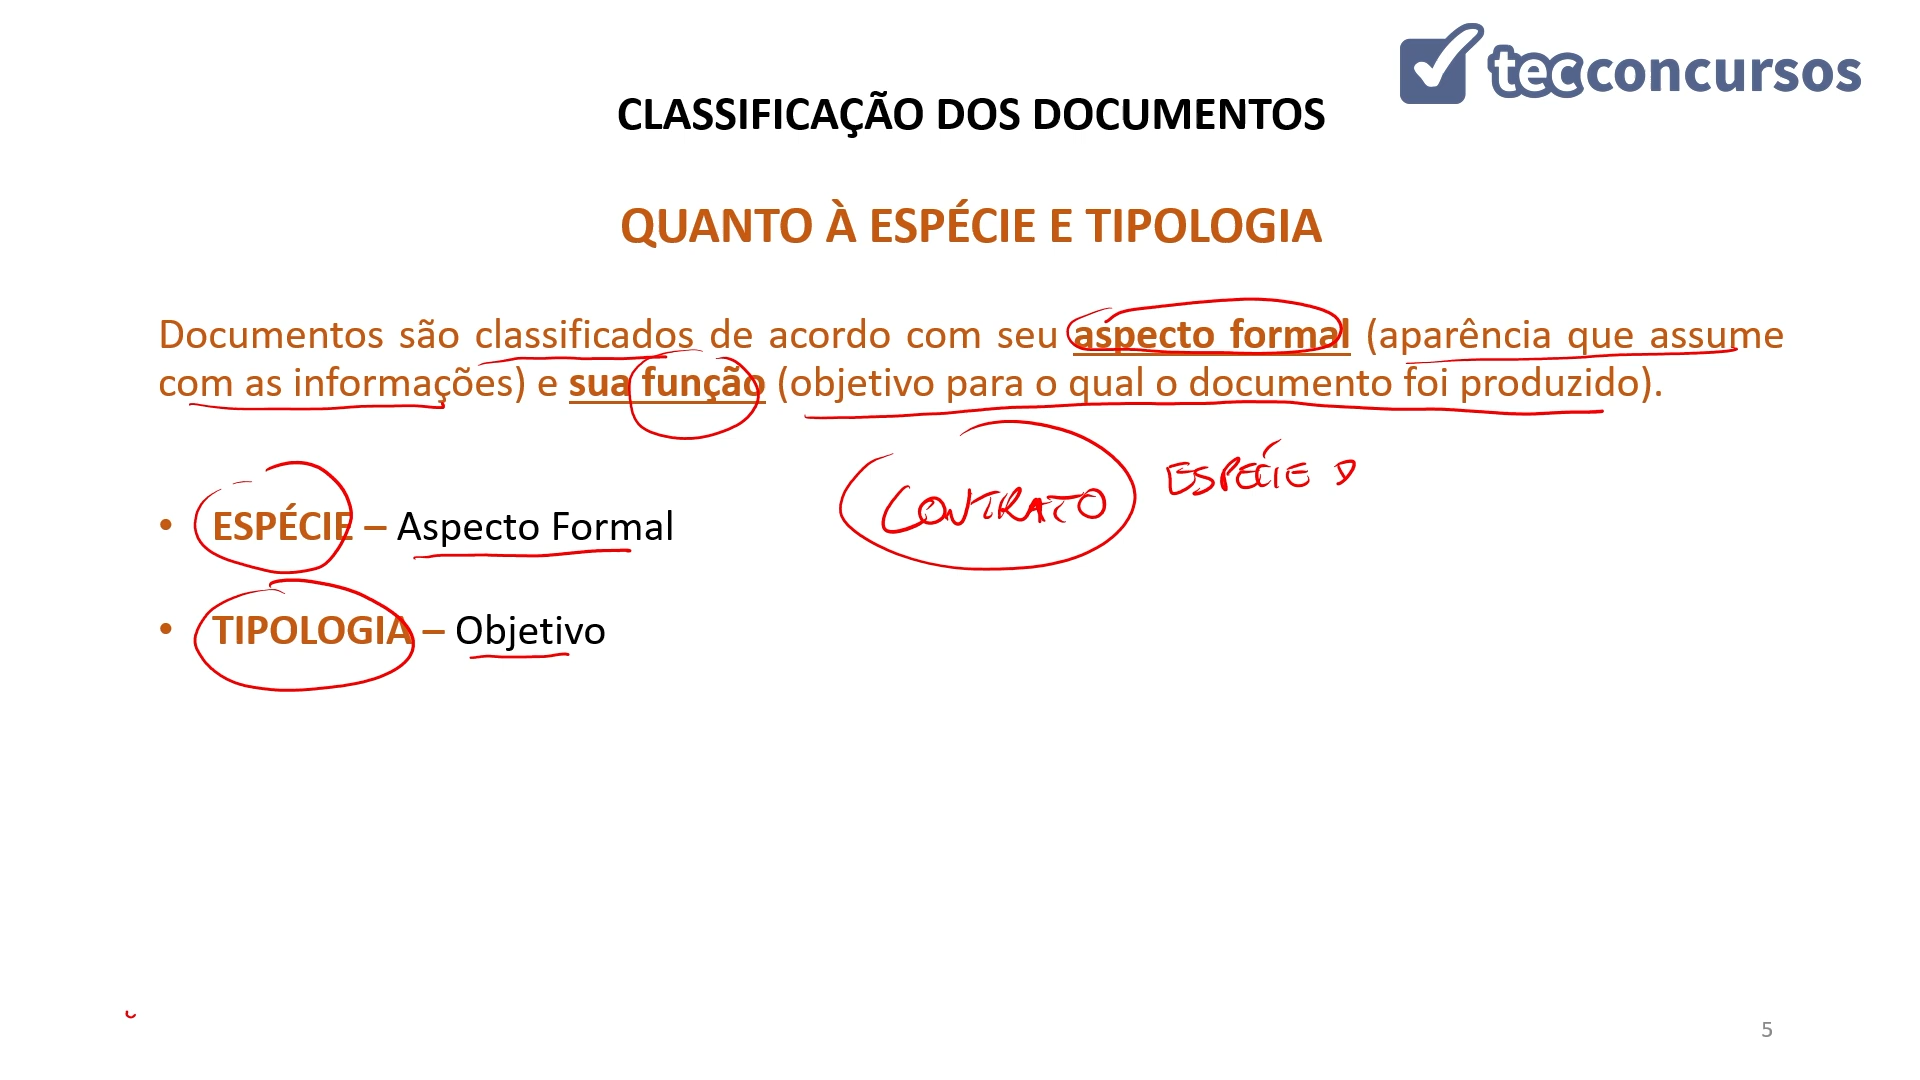 tecconcursos
CLASSIFICAÇÃO DOS DOCUMENTOS
QUANTO À ESPÉCIE E TIPOLOGIA
Documentos são classificados de acordo com seu aspecto formal (aparência que assume
com as informações) e sua função (objetivo para o qual o documento foi produzido).
CONTRATO ESPÉCIE D
• ESPÉCIE – Aspecto Formal
• TIPOLOGIA – Objetivo
5